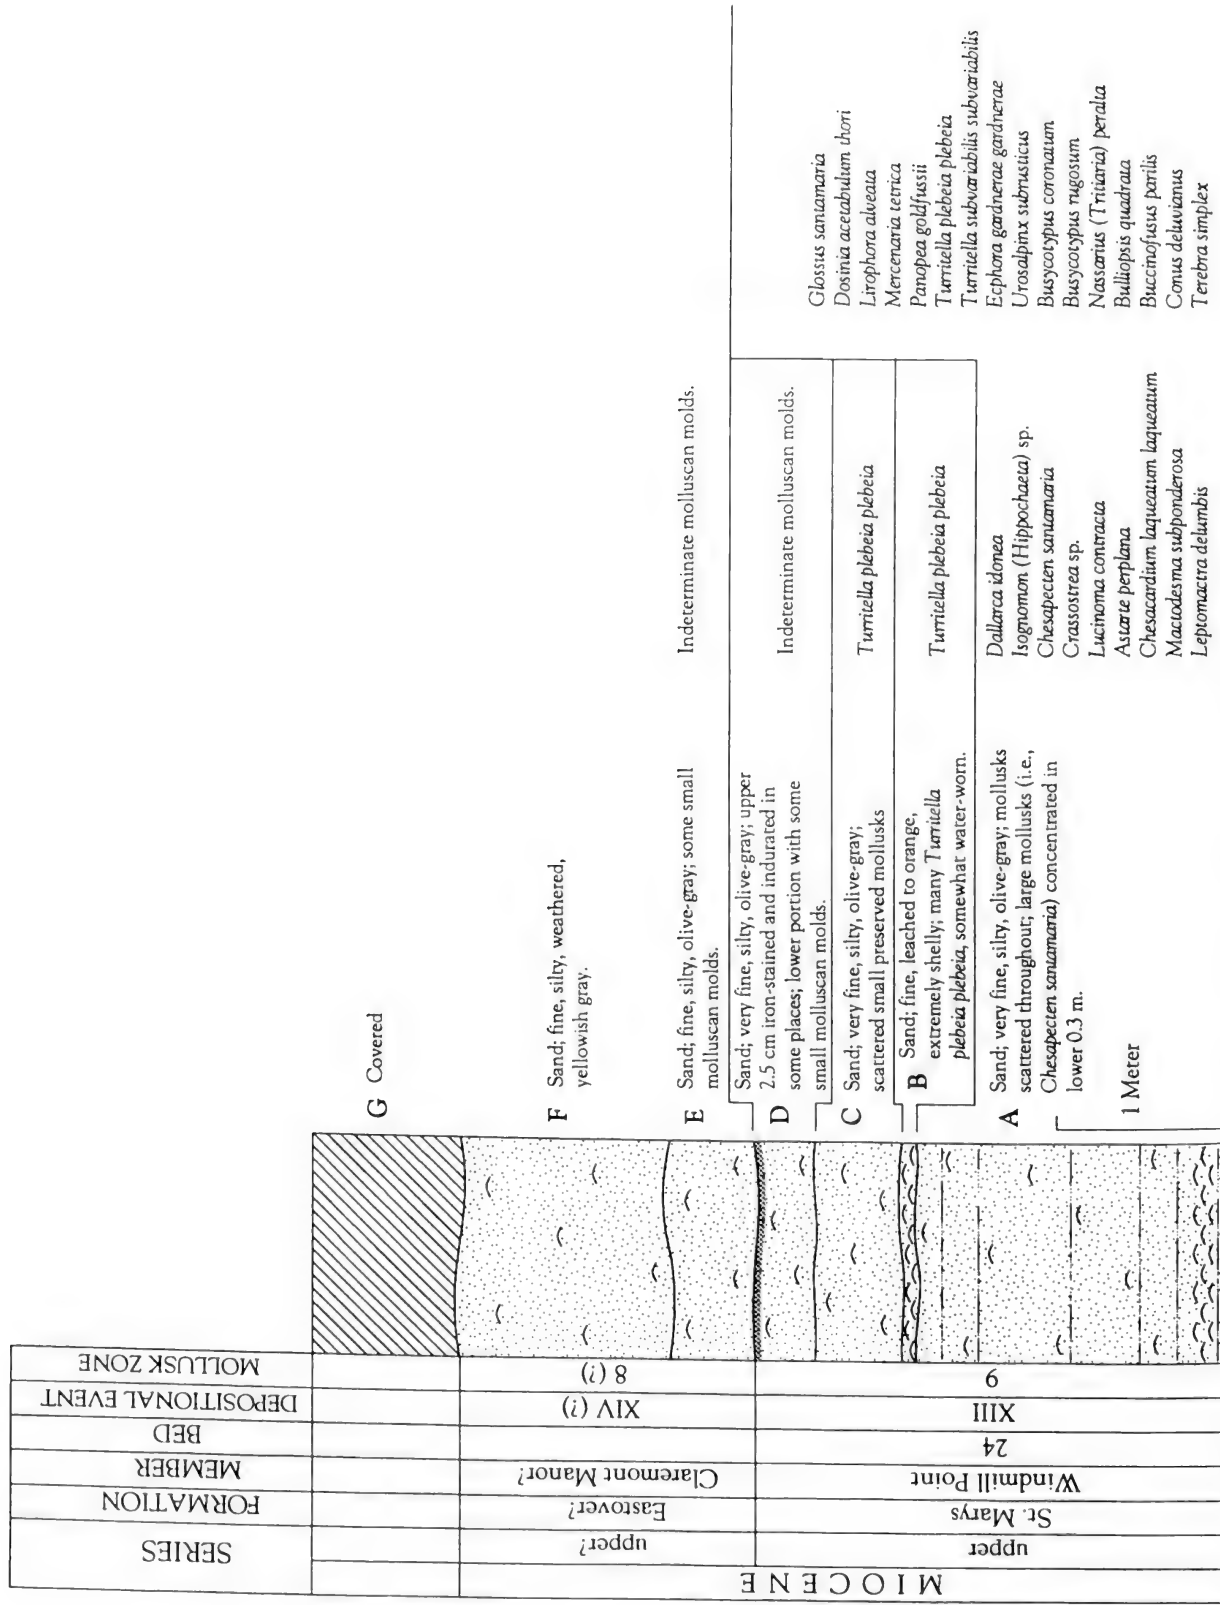 MIOCENE
SERIES
FORMATION
MEMBER
BED
DEPOSITIONAL EVENT
MOLLUSK ZONE
upper?
Eastover?
Claremont Manor?
XIV (?)
8 (?)
upper
St. Marys
Windmill Point
24
XIII
9
G Covered
F Sand; fine, silty, weathered,
yellowish gray.
E Sand; fine, silty, olive-gray; some small
molluscan molds.
Indeterminate molluscan molds.
D Sand; very fine, silty, olive-gray; upper
2.5 cm iron-stained and indurated in
some places; lower portion with some
small molluscan molds.
Indeterminate molluscan molds.
C Sand; very fine, silty, olive-gray;
scattered small preserved mollusks
Turritella plebeia plebeia
B Sand; fine, leached to orange,
extremely shelly; many Turritella
plebeia plebeia, somewhat water-worn.
Turritella plebeia plebeia
A Sand; very fine, silty, olive-gray; mollusks
scattered throughout; large mollusks (i.e.,
Chesapecten santamaria) concentrated in
lower 0.3 m.
Dallarca idonea
Isognomon (Hippochaeta) sp.
Chesapecten santamaria
Crassostrea sp.
Lucinoma contracta
Astarte perplana
Chesacardium laqueatum laqueatum
Mactodesma subponderosa
Leptomactra delumbis
Glossus santamaria
Dosinia acetabulum thori
Lirophora alveata
Mercenaria tetrica
Panopea goldfussii
Turritella plebeia plebeia
Turritella subvariabilis subvariabilis
Ecphora gardnerae gardnerae
Urosalpinx subrusticus
Busycotypus coronatum
Busycotypus rugosum
Nassarius (Tritiaria) peralta
Bulliopsis quadrata
Buccinofusus parilis
Conus deluvianus
Terebra simplex
1 Meter